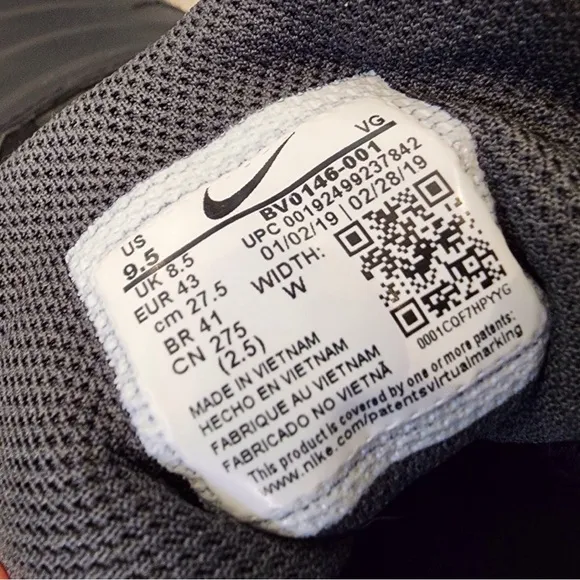 US
9.5
UK 8.5
EUR 43
cm 27.5
BR 41
CN 275
(2.5)
VG
BV0146-001
UPC 00192499237842
01/02/19 | 02/28/19
WIDTH:
W
0001CQF7HPYYG
MADE IN VIETNAM
HECHO EN VIETNAM
FABRIQUE AU VIETNAM
FABRICADO NO VIETNÃ
This product is covered by one or more patents:
www.nike.com/patentsvirtualmarking